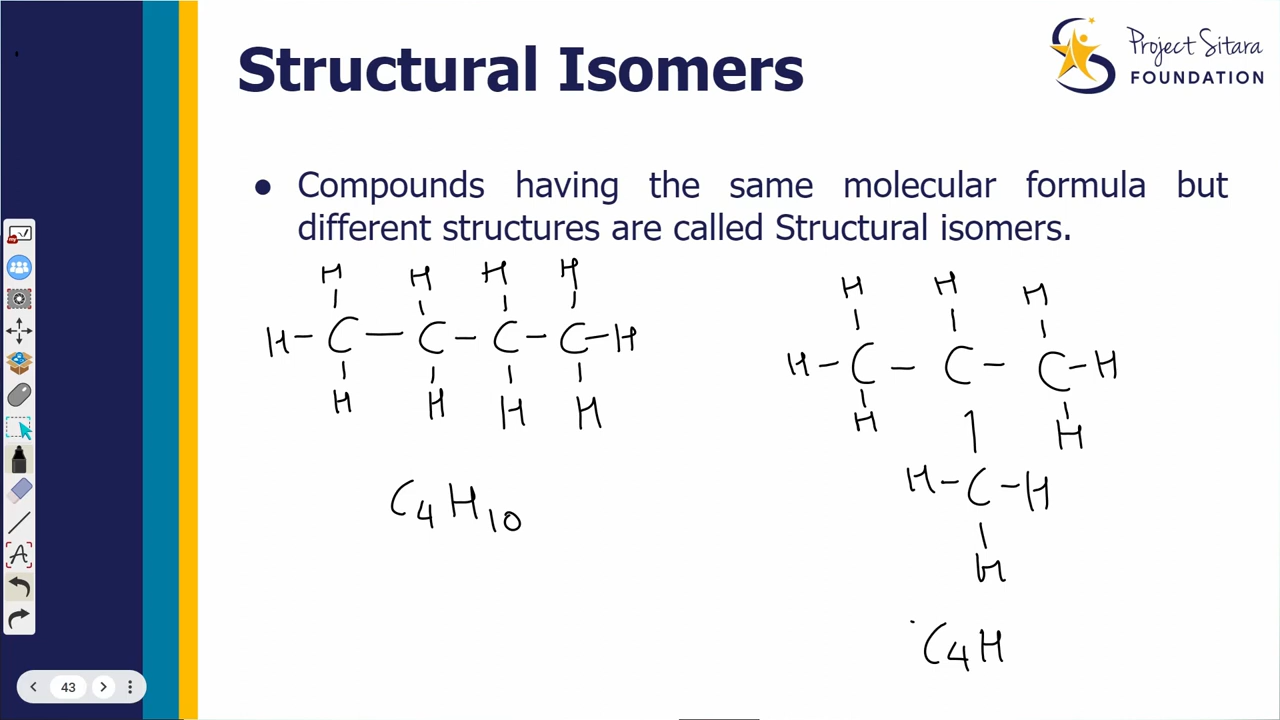 Structural Isomers
Project Sitara
FOUNDATION
● Compounds having the same molecular formula but
different structures are called Structural isomers.
H H H H
H-C-C-C-C-H
H H H H
C4H10
H H H
H-C-C-C-H
H H
H-C-H
H
C4H
43